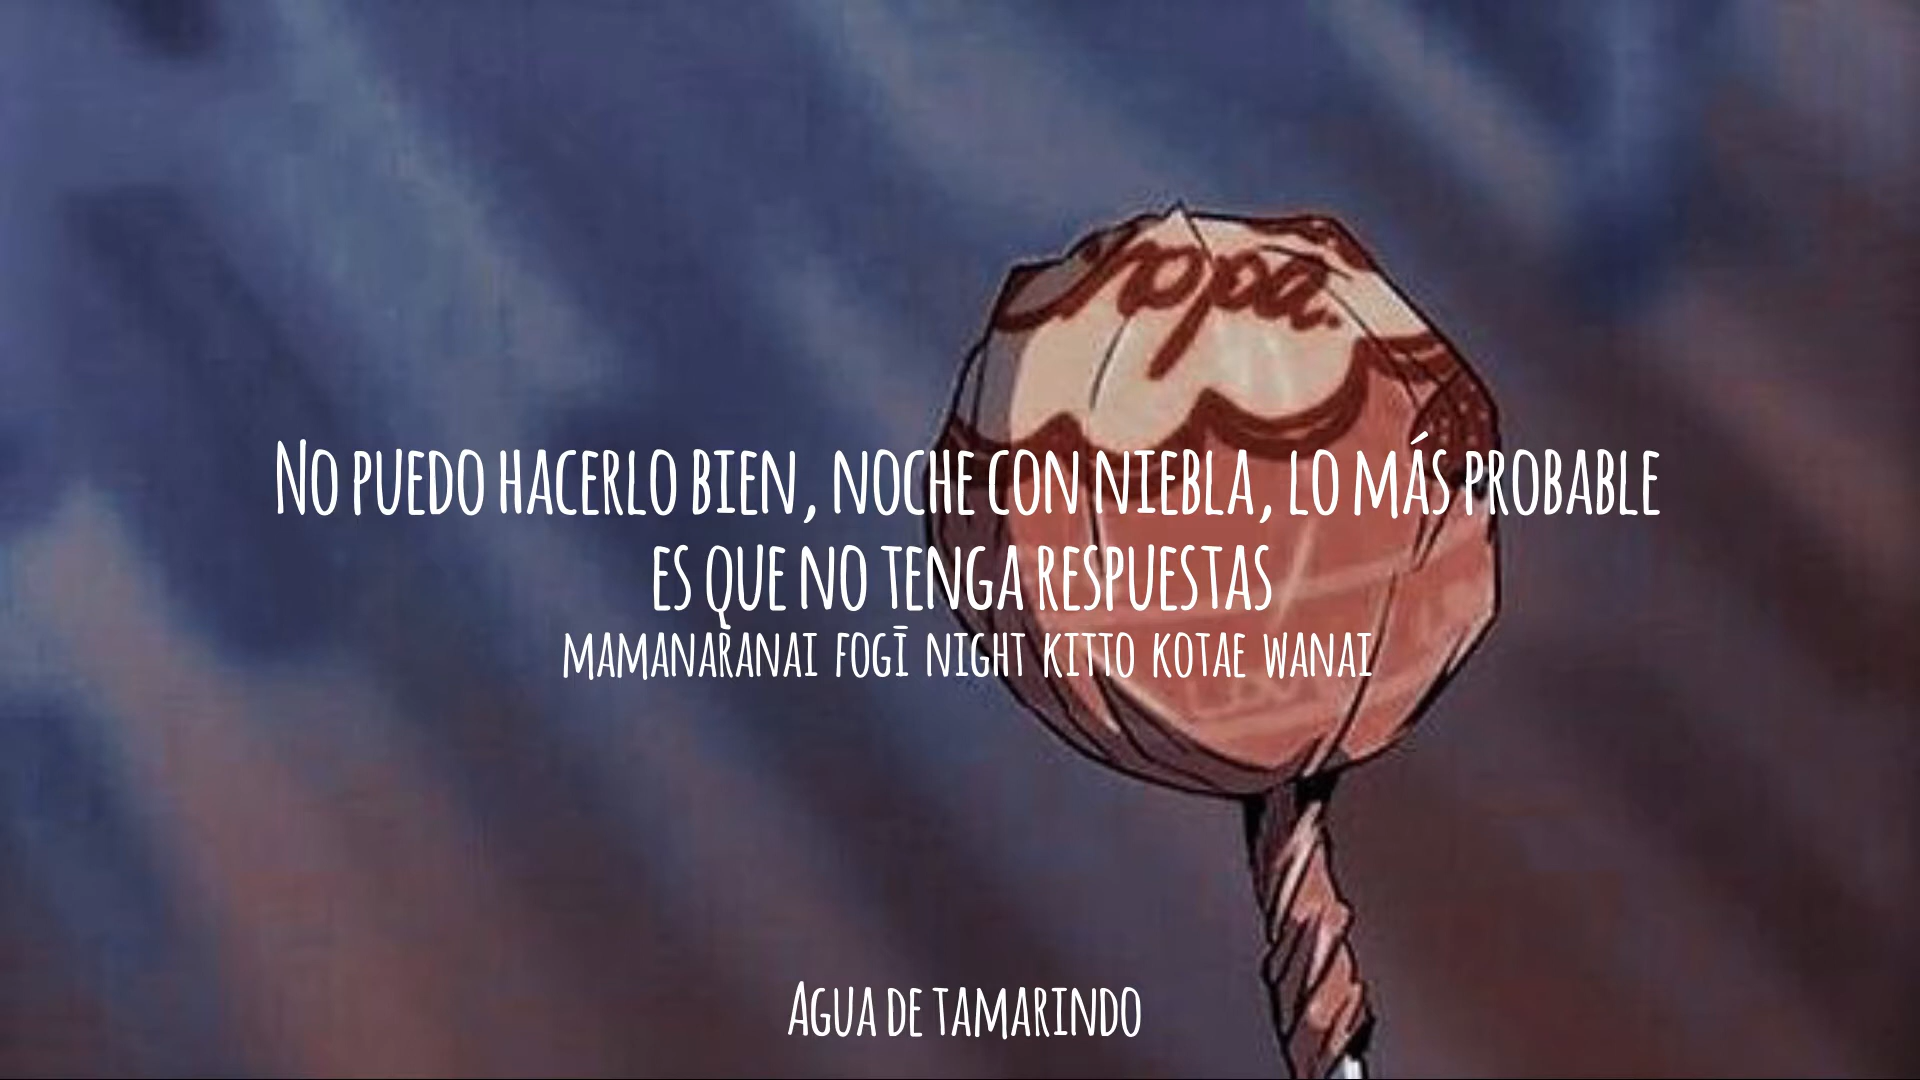 ropa.
No puedo hacerlo bien, noche con niebla, lo más probable
es que no tenga respuestas
mamanaranai fogī night kitto kotae wanai
Agua de tamarindo